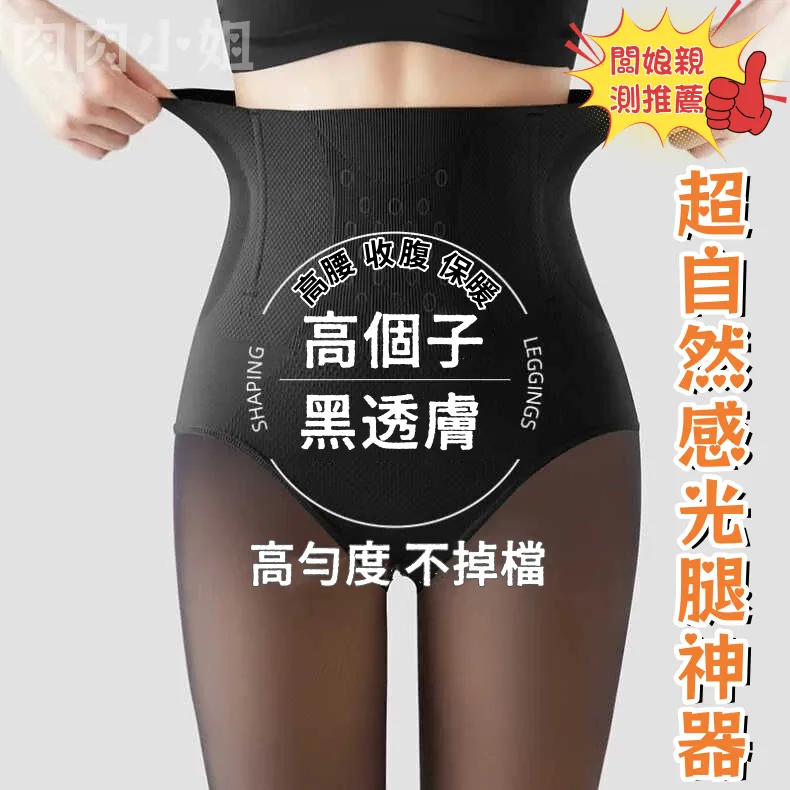 肉肉小姐
闆娘親
測推薦
超自然感光腿神器
高腰 收腹 保暖
高個子
黑透膚
SHAPING
LEGGINGS
高勻度 不掉檔